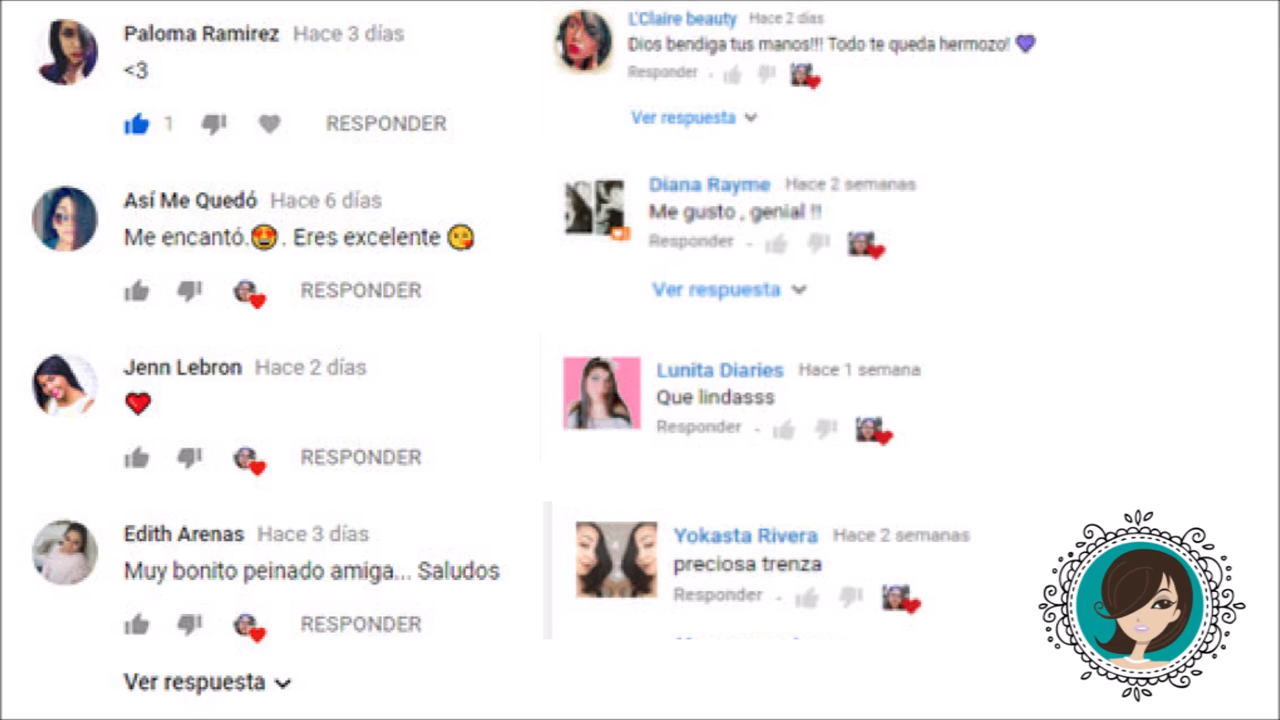 Paloma Ramirez Hace 3 días
<3
1 RESPONDER
Así Me Quedó Hace 6 días
Me encantó.😍. Eres excelente 😘
RESPONDER
Jenn Lebron Hace 2 días
❤
RESPONDER
Edith Arenas Hace 3 días
Muy bonito peinado amiga... Saludos
RESPONDER
Ver respuesta
L'Claire beauty Hace 2 días
Dios bendiga tus manos!!! Todo te queda hermozo! 💜
Responder
Ver respuesta
Diana Rayme Hace 2 semanas
Me gusto , genial !!
Responder
Ver respuesta
Lunita Diaries Hace 1 semana
Que lindasss
Responder
Yokasta Rivera Hace 2 semanas
preciosa trenza
Responder